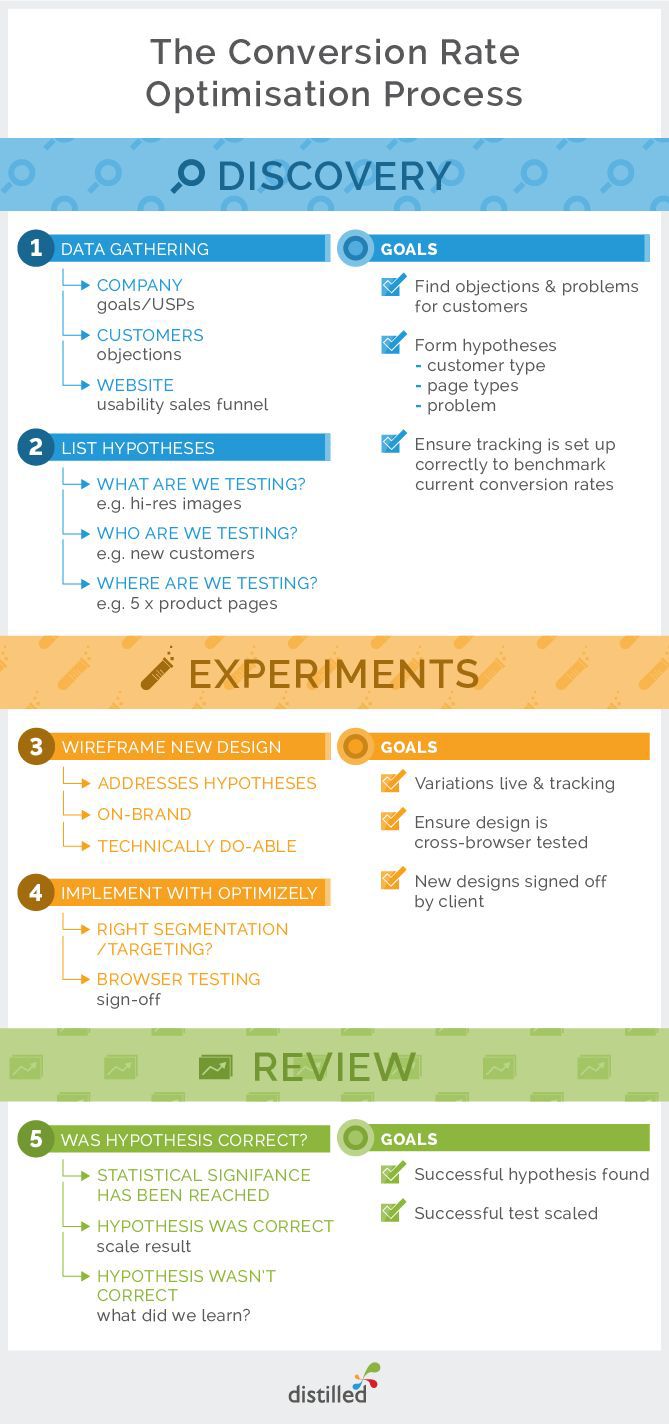 The Conversion Rate
Optimisation Process
DISCOVERY
1 DATA GATHERING
COMPANY
goals/USPs
CUSTOMERS
objections
WEBSITE
usability sales funnel
2 LIST HYPOTHESES
WHAT ARE WE TESTING?
e.g. hi-res images
WHO ARE WE TESTING?
e.g. new customers
WHERE ARE WE TESTING?
e.g. 5 x product pages
GOALS
Find objections & problems
for customers
Form hypotheses
- customer type
- page types
- problem
Ensure tracking is set up
correctly to benchmark
current conversion rates
EXPERIMENTS
3 WIREFRAME NEW DESIGN
ADDRESSES HYPOTHESES
ON-BRAND
TECHNICALLY DO-ABLE
4 IMPLEMENT WITH OPTIMIZELY
RIGHT SEGMENTATION
/TARGETING?
BROWSER TESTING
sign-off
GOALS
Variations live & tracking
Ensure design is
cross-browser tested
New designs signed off
by client
REVIEW
5 WAS HYPOTHESIS CORRECT?
STATISTICAL SIGNIFANCE
HAS BEEN REACHED
HYPOTHESIS WAS CORRECT
scale result
HYPOTHESIS WASN'T
CORRECT
what did we learn?
GOALS
Successful hypothesis found
Successful test scaled
distilled